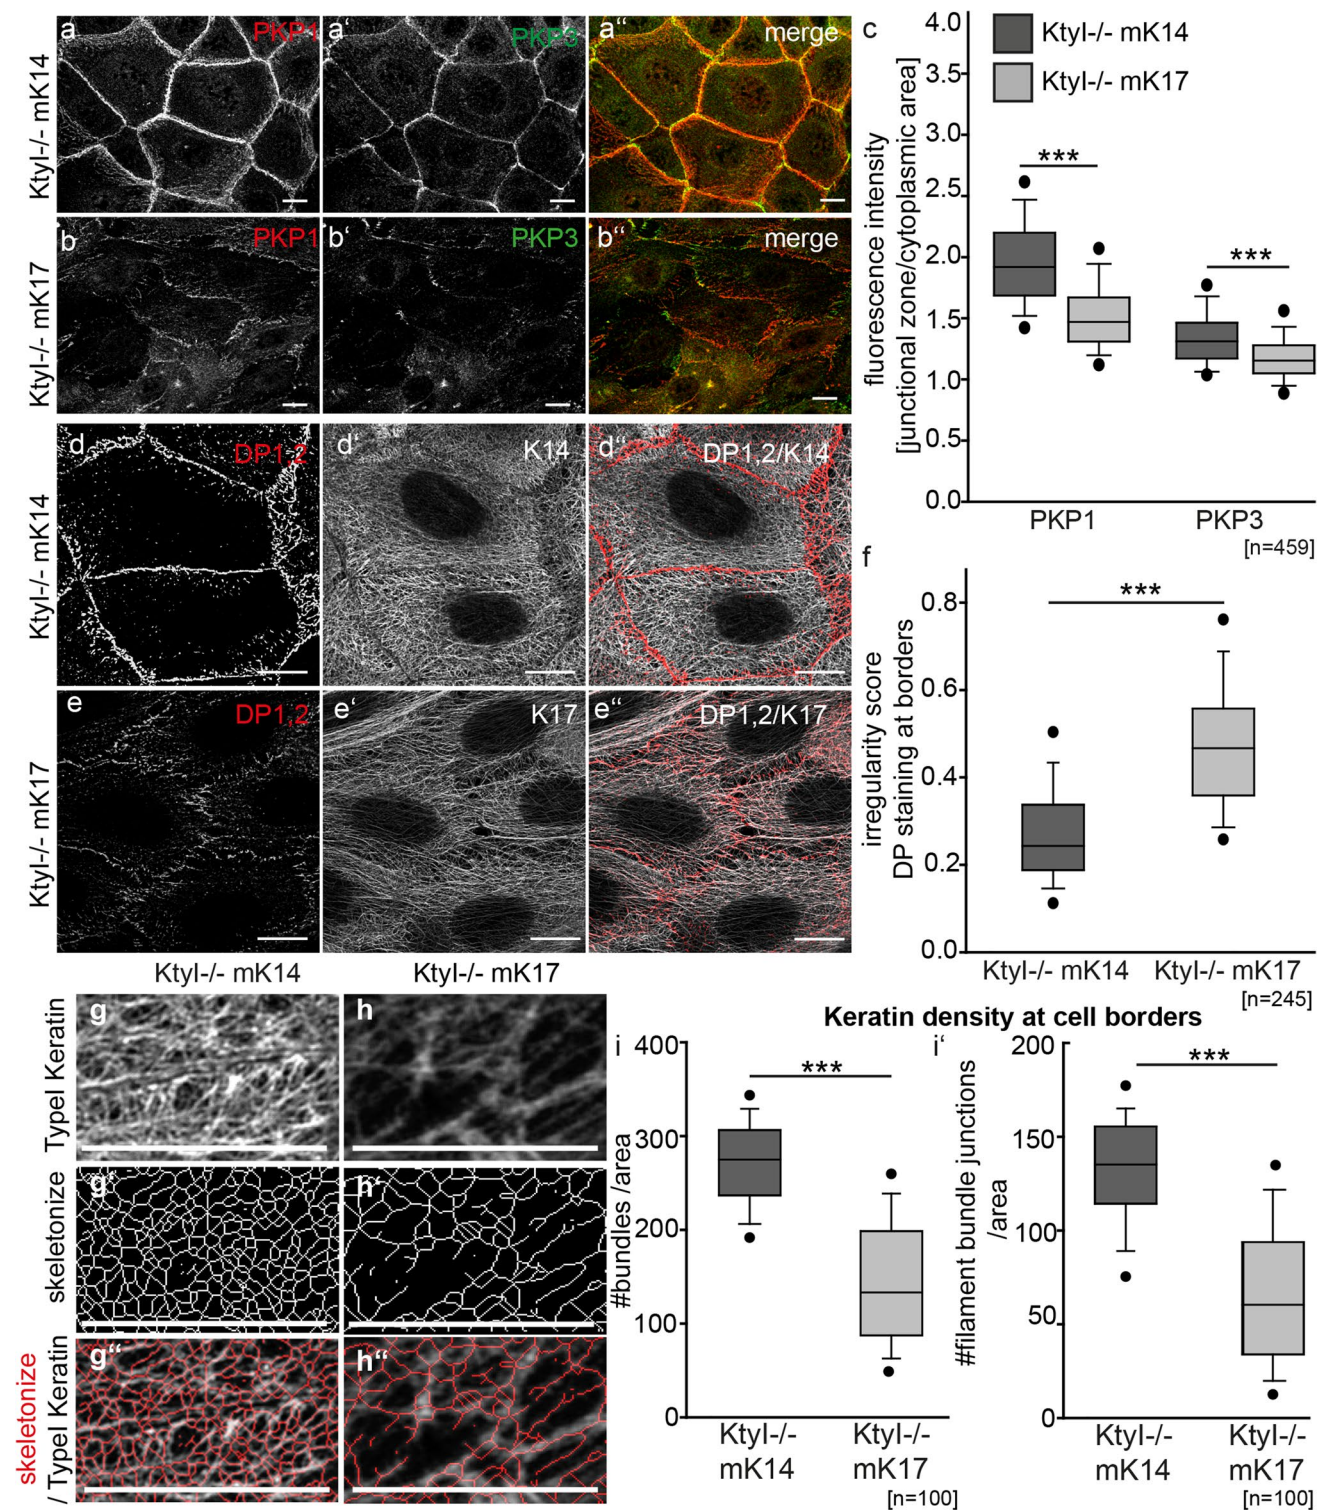 KtyI-/- mK14
a
PKP1
a'
PKP3
a"
merge
KtyI-/- mK17
b
PKP1
b'
PKP3
b"
merge
c
KtyI-/- mK14
KtyI-/- mK17
fluorescence intensity
[junctional zone/cytoplasmic area]
4.0
3.5
3.0
2.5
2.0
1.5
1.0
0.5
0.0
***
***
PKP1
PKP3
[n=459]
KtyI-/- mK14
d
DP1,2
d'
K14
d"
DP1,2/K14
KtyI-/- mK17
e
DP1,2
e'
K17
e"
DP1,2/K17
f
irregularity score
DP staining at borders
0.8
0.6
0.4
0.2
0.0
***
KtyI-/- mK14
KtyI-/- mK17
[n=245]
KtyI-/- mK14
KtyI-/- mK17
TypeI Keratin
g
h
skeletonize
g'
h'
skeletonize
/ TypeI Keratin
g"
h"
Keratin density at cell borders
i
#bundles /area
400
300
200
100
0
***
KtyI-/-
mK14
KtyI-/-
mK17
[n=100]
i'
#filament bundle junctions
/area
200
150
100
50
0
***
KtyI-/-
mK14
KtyI-/-
mK17
[n=100]